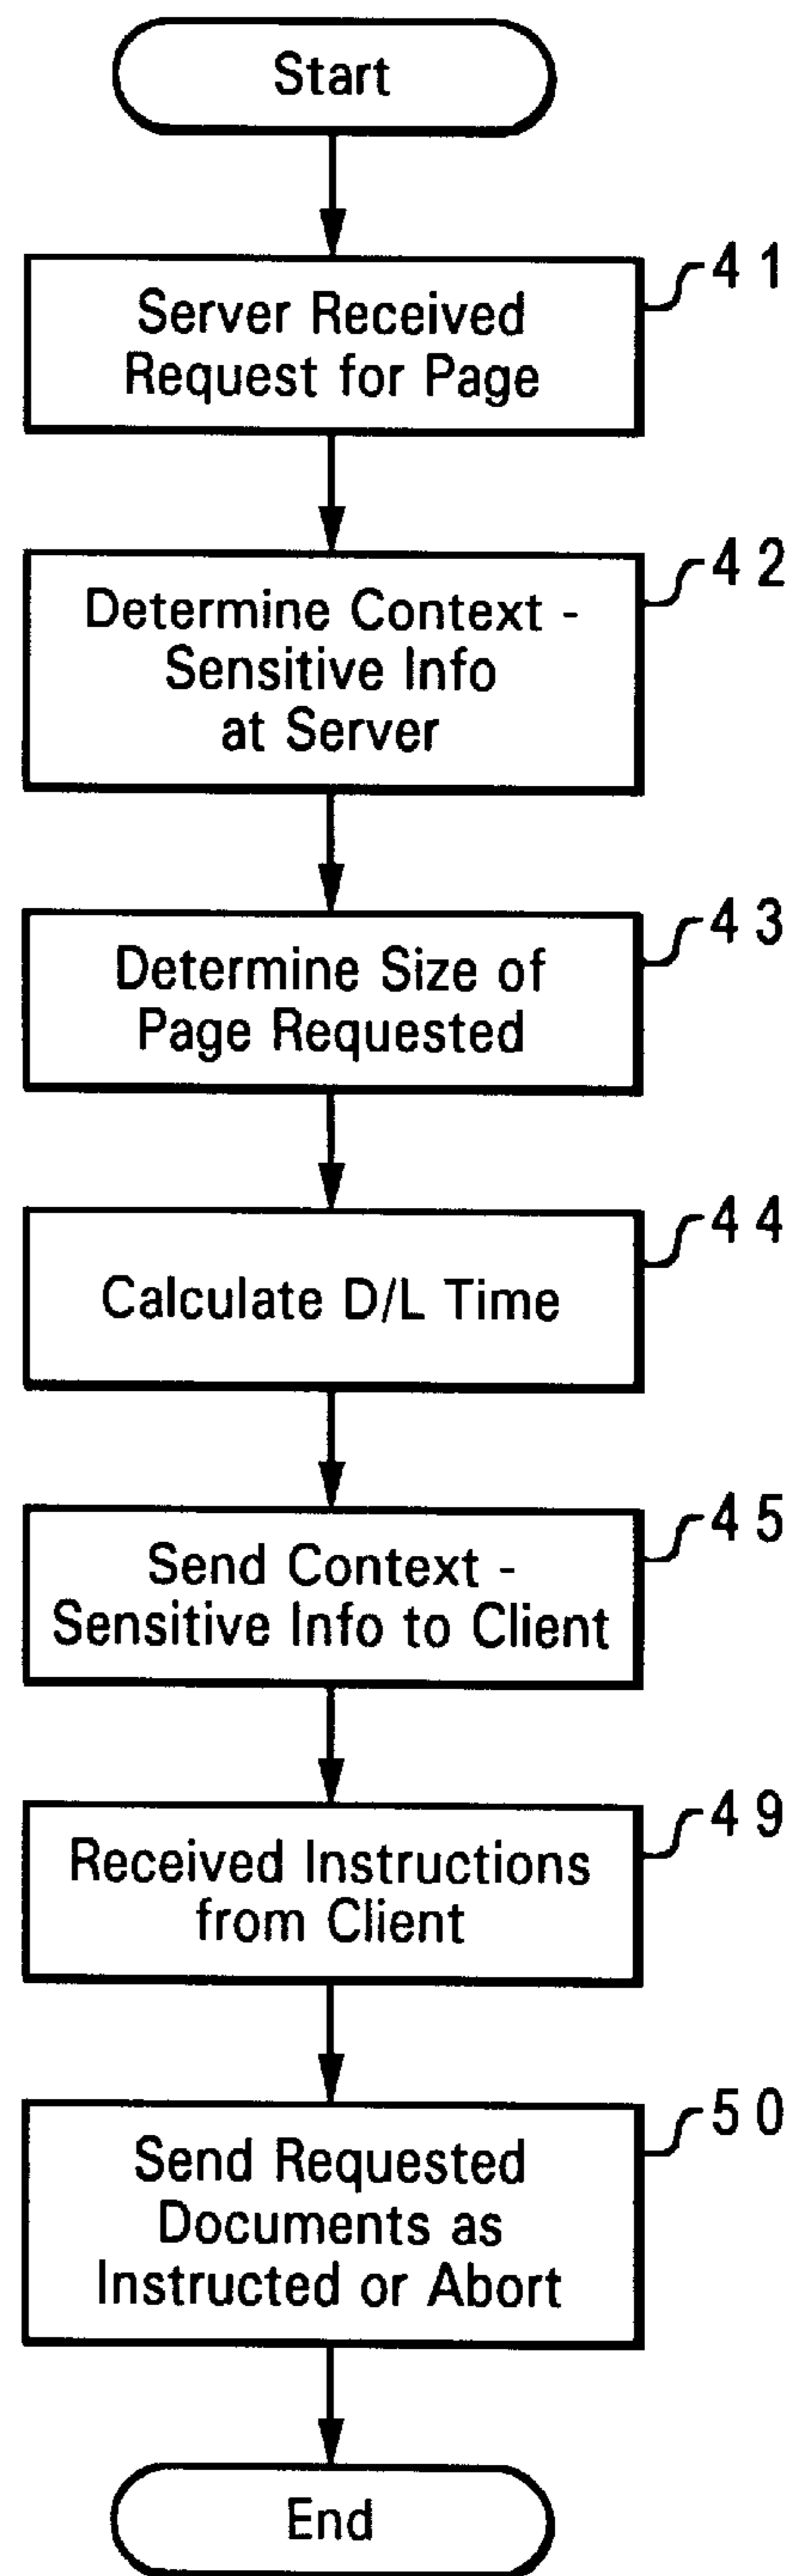 Start
41
Server Received
Request for Page
42
Determine Context -
Sensitive Info
at Server
43
Determine Size of
Page Requested
44
Calculate D/L Time
45
Send Context -
Sensitive Info to Client
49
Received Instructions
from Client
50
Send Requested
Documents as
Instructed or Abort
End